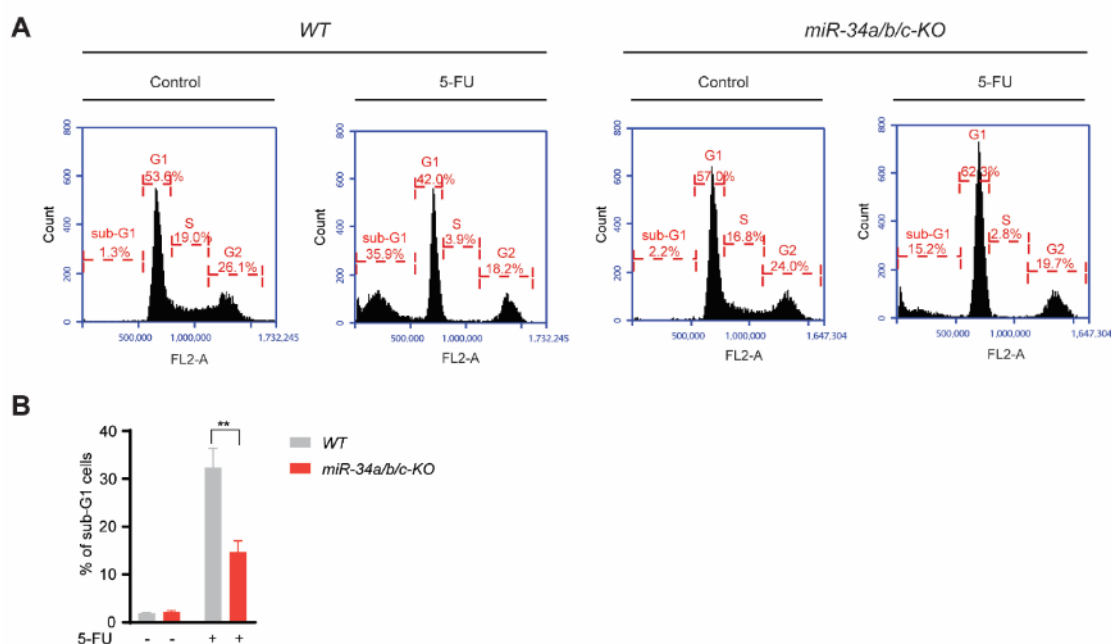 A
WT
miR-34a/b/c-KO
Control
5-FU
Control
5-FU
800
600
400
200
0
Count
G1
53.6%
S
19.0%
sub-G1
1.3%
G2
26.1%
500,000
1,000,000
1,732,245
FL2-A
800
600
400
200
0
Count
G1
42.0%
S
3.9%
sub-G1
35.9%
G2
18.2%
500,000
1,000,000
1,732,245
FL2-A
800
600
400
200
0
Count
G1
57.0%
S
16.8%
sub-G1
2.2%
G2
24.0%
500,000
1,000,000
1,647,304
FL2-A
800
600
400
200
0
Count
G1
62.3%
S
2.8%
sub-G1
15.2%
G2
19.7%
500,000
1,000,000
1,647,304
FL2-A
B
% of sub-G1 cells
40
30
20
10
0
**
WT
miR-34a/b/c-KO
5-FU - - + +